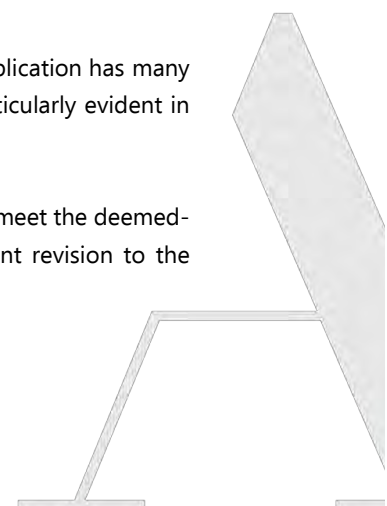 plication has many
ticularly evident in
meet the deemed-
nt revision to the